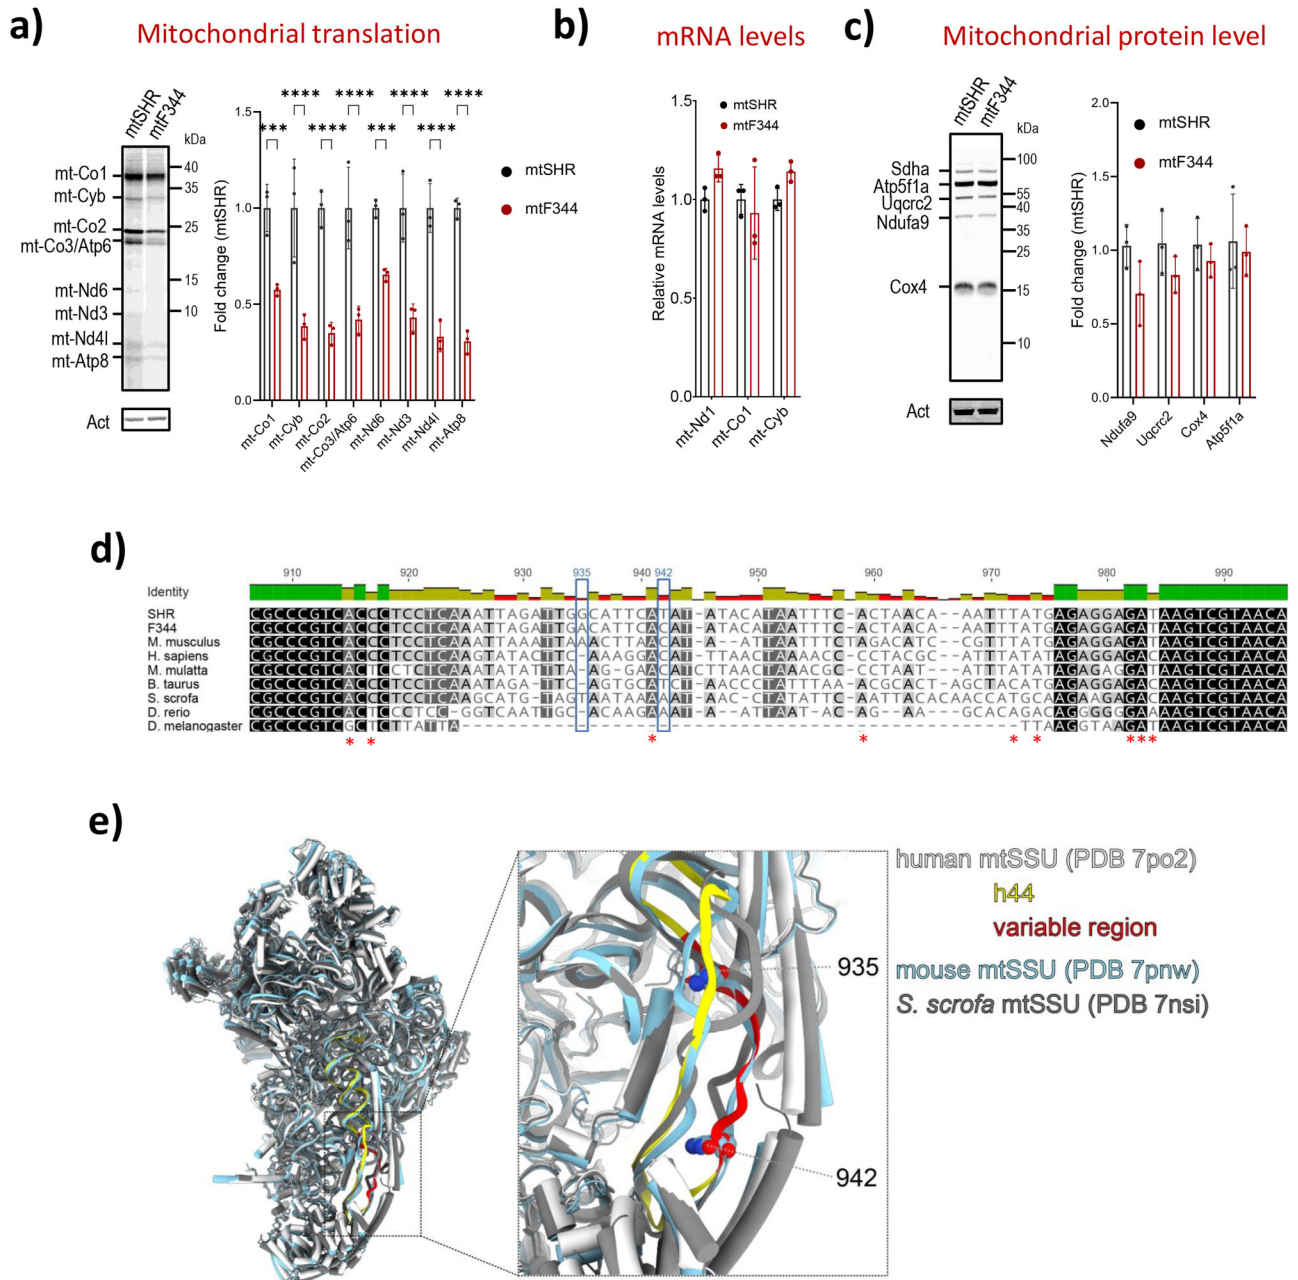 a)
Mitochondrial translation
mtSHR
mtF344
kDa
mt-Co1
mt-Cyb
mt-Co2
mt-Co3/Atp6
mt-Nd6
mt-Nd3
mt-Nd4l
mt-Atp8
40
35
25
15
10
Act
**** **** **** ****
*** **** *** ****
Fold change (mtSHR)
1.5
1.0
0.5
0.0
mt-Co1
mt-Cyb
mt-Co2
mt-Co3/Atp6
mt-Nd6
mt-Nd3
mt-Nd4l
mt-Atp8
mtSHR
mtF344
b)
mRNA levels
mtSHR
mtF344
Relative mRNA levels
1.5
1.0
0.5
0.0
mt-Nd1
mt-Co1
mt-Cyb
c)
Mitochondrial protein level
mtSHR
mtF344
kDa
Sdha
Atp5f1a
Uqcrc2
Ndufa9
Cox4
100
55
40
35
25
15
10
Act
Fold change (mtSHR)
2.0
1.5
1.0
0.5
0.0
mtSHR
mtF344
Ndufa9
Uqcrc2
Cox4
Atp5f1a
d)
910 920 930 935 940 942 950 960 970 980 990
Identity
SHR
F344
M. musculus
H. sapiens
M. mulatta
B. taurus
S. scrofa
D. rerio
D. melanogaster
* * * * * * ***
e)
935
942
human mtSSU (PDB 7po2)
h44
variable region
mouse mtSSU (PDB 7pnw)
S. scrofa mtSSU (PDB 7nsi)